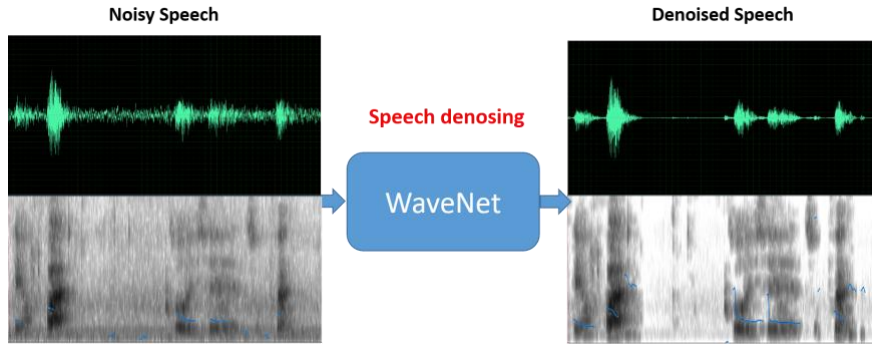 Noisy Speech
Denoised Speech
Speech denosing
WaveNet